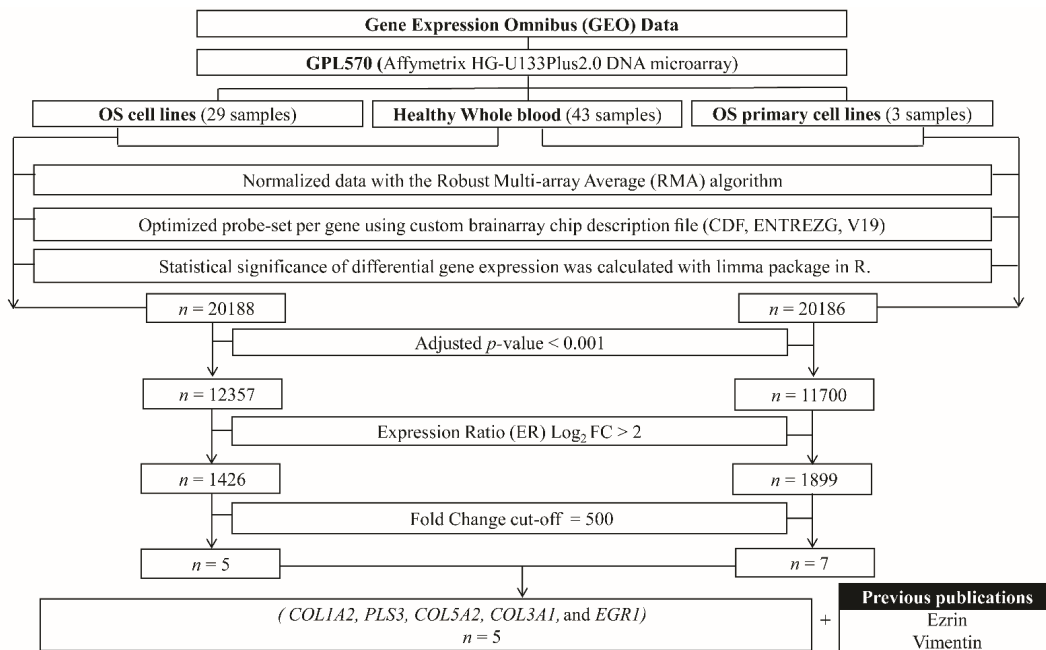 Gene Expression Omnibus (GEO) Data
GPL570 (Affymetrix HG-U133Plus2.0 DNA microarray)
OS cell lines (29 samples)
Healthy Whole blood (43 samples)
OS primary cell lines (3 samples)
Normalized data with the Robust Multi-array Average (RMA) algorithm
Optimized probe-set per gene using custom brainarray chip description file (CDF, ENTREZG, V19)
Statistical significance of differential gene expression was calculated with limma package in R.
n = 20188
n = 20186
Adjusted p-value < 0.001
n = 12357
n = 11700
Expression Ratio (ER) Log₂ FC > 2
n = 1426
n = 1899
Fold Change cut-off = 500
n = 5
n = 7
( COL1A2, PLS3, COL5A2, COL3A1, and EGR1)
n = 5
+
Previous publications
Ezrin
Vimentin